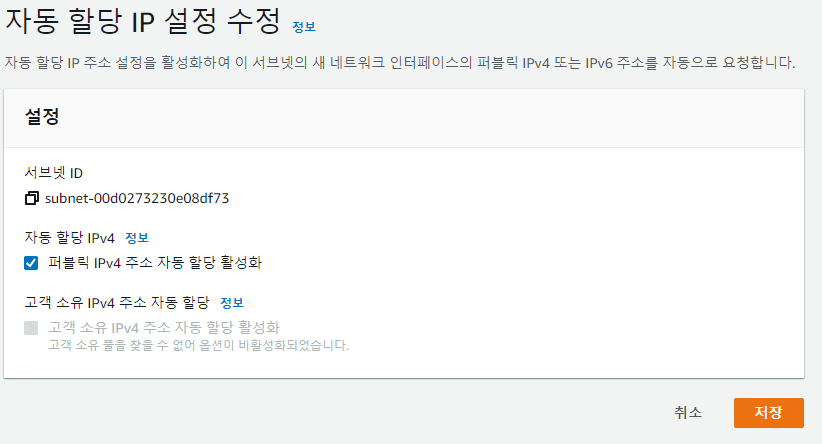 자동 할당 IP 설정 수정 정보
자동 할당 IP 주소 설정을 활성화하여 이 서브넷의 새 네트워크 인터페이스의 퍼블릭 IPv4 또는 IPv6 주소를 자동으로 요청합니다.
설정
서브넷 ID
subnet-00d0273230e08df73
자동 할당 IPv4 정보
퍼블릭 IPv4 주소 자동 할당 활성화
고객 소유 IPv4 주소 자동 할당 정보
고객 소유 IPv4 주소 자동 할당 활성화
고객 소유 풀을 찾을 수 없어 옵션이 비활성화되었습니다.
취소 저장